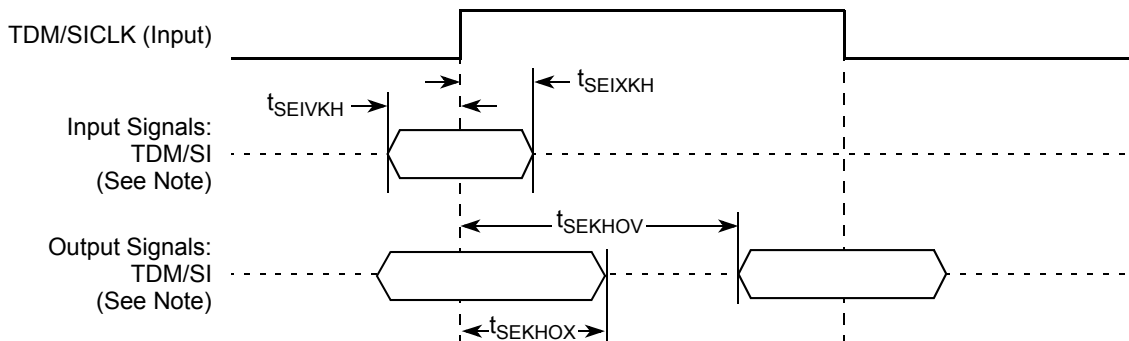 TDM/SICLK (Input)
tSEIXKH
tSEIVKH
Input Signals:
TDM/SI
(See Note)
tSEKHOV
Output Signals:
TDM/SI
(See Note)
tSEKHOX